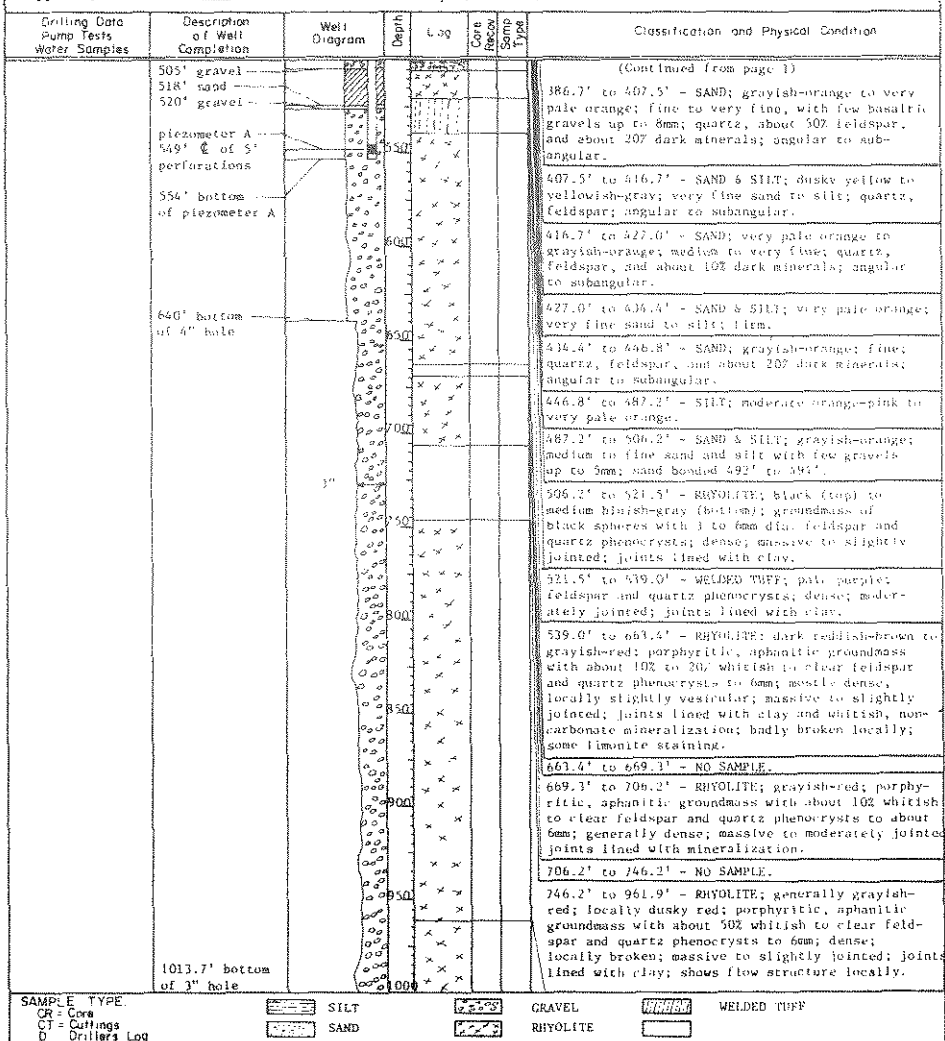 Drilling Data
Pump Tests
Water Samples
Description
of Well
Completion
Well
Diagram
Depth
Log
Core
Recov
Samp
Type
Classification and Physical Condition
505' gravel
518' sand
520' gravel
piezometer A
549' ℄ of 5'
perforations
554' bottom
of piezometer A
640' bottom
of 4" hole
3"
1013.7' bottom
of 3" hole
550
600
650
700
750
800
850
900
950
1000
(Continued from page 1)
386.7' to 407.5' - SAND; grayish-orange to very
pale orange; fine to very fine, with few basaltic
gravels up to 8mm; quartz, about 50% feldspar,
and about 20% dark minerals; angular to sub-
angular.
407.5' to 416.7' - SAND & SILT; dusky yellow to
yellowish-gray; very fine sand to silt; quartz,
feldspar; angular to subangular.
416.7' to 427.0' - SAND; very pale orange to
grayish-orange; medium to very fine; quartz,
feldspar, and about 10% dark minerals; angular
to subangular.
427.0' to 434.4' - SAND & SILT; very pale orange;
very fine sand to silt; firm.
434.4' to 446.8' - SAND; grayish-orange; fine;
quartz, feldspar, and about 20% dark minerals;
angular to subangular.
446.8' to 487.2' - SILT; moderate orange-pink to
very pale orange.
487.2' to 506.2' - SAND & SILT; grayish-orange;
medium to fine sand and silt with few gravels
up to 5mm; sand bonded 492' to 494'.
506.2' to 521.5' - RHYOLITE; black (top) to
medium bluish-gray (bottom); groundmass of
black spheres with 3 to 6mm dia. feldspar and
quartz phenocrysts; dense; massive to slightly
jointed; joints lined with clay.
521.5' to 539.0' - WELDED TUFF; pale purple;
feldspar and quartz phenocrysts; dense; moder-
ately jointed; joints lined with clay.
539.0' to 663.4' - RHYOLITE; dark reddish-brown to
grayish-red; porphyritic, aphanitic groundmass
with about 10% to 20% whitish to clear feldspar
and quartz phenocrysts to 6mm; mostly dense,
locally slightly vesicular; massive to slightly
jointed; joints lined with clay and whitish, non-
carbonate mineralization; badly broken locally;
some limonite staining.
663.4' to 669.3' - NO SAMPLE.
669.3' to 706.2' - RHYOLITE; grayish-red; porphy-
ritic, aphanitic groundmass with about 10% whitish
to clear feldspar and quartz phenocrysts to about
6mm; generally dense; massive to moderately jointed
joints lined with mineralization.
706.2' to 746.2' - NO SAMPLE.
746.2' to 961.9' - RHYOLITE; generally grayish-
red; locally dusky red; porphyritic, aphanitic
groundmass with about 50% whitish to clear feld-
spar and quartz phenocrysts to 6mm; dense;
locally broken; massive to slightly jointed; joints
lined with clay; shows flow structure locally.
SAMPLE TYPE
CR = Core
CT = Cuttings
D Drillers Log
SILT
SAND
GRAVEL
RHYOLITE
WELDED TUFF